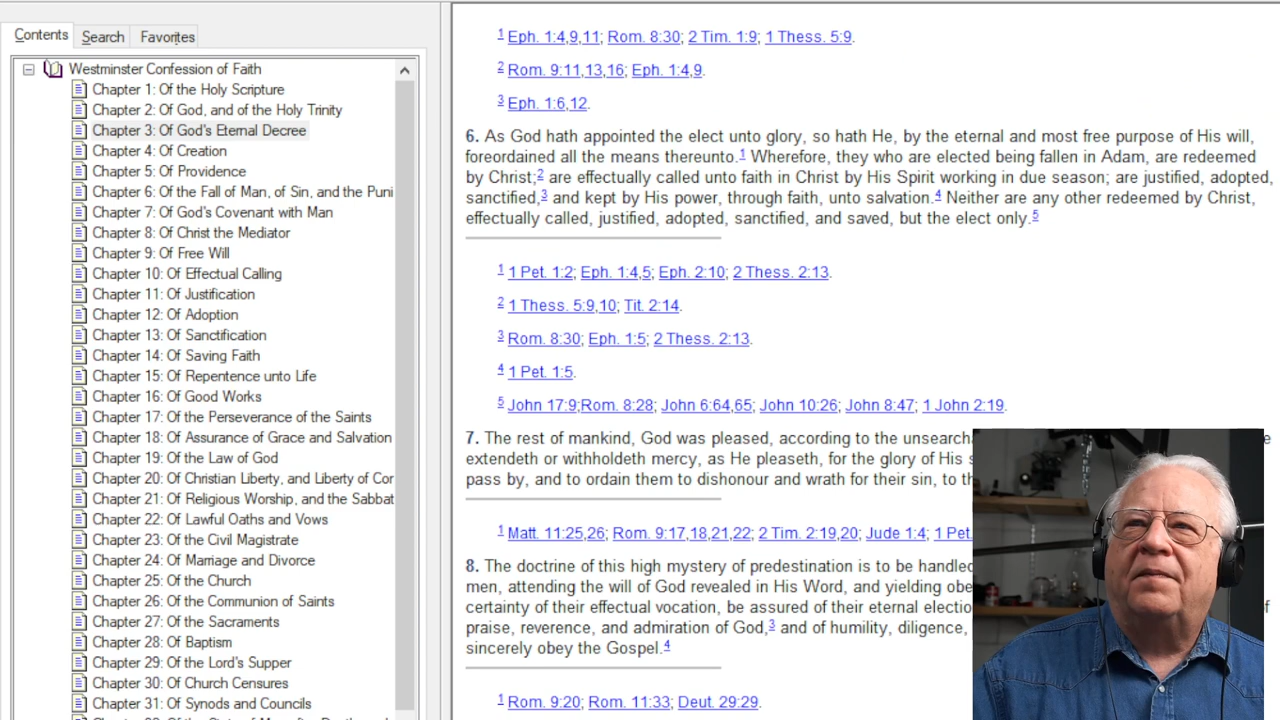 Contents
Search
Favorites
Westminster Confession of Faith
Chapter 1: Of the Holy Scripture
Chapter 2: Of God, and of the Holy Trinity
Chapter 3: Of God's Eternal Decree
Chapter 4: Of Creation
Chapter 5: Of Providence
Chapter 6: Of the Fall of Man, of Sin, and the Puni
Chapter 7: Of God's Covenant with Man
Chapter 8: Of Christ the Mediator
Chapter 9: Of Free Will
Chapter 10: Of Effectual Calling
Chapter 11: Of Justification
Chapter 12: Of Adoption
Chapter 13: Of Sanctification
Chapter 14: Of Saving Faith
Chapter 15: Of Repentence unto Life
Chapter 16: Of Good Works
Chapter 17: Of the Perseverance of the Saints
Chapter 18: Of Assurance of Grace and Salvation
Chapter 19: Of the Law of God
Chapter 20: Of Christian Liberty, and Liberty of Cor
Chapter 21: Of Religious Worship, and the Sabbat
Chapter 22: Of Lawful Oaths and Vows
Chapter 23: Of the Civil Magistrate
Chapter 24: Of Marriage and Divorce
Chapter 25: Of the Church
Chapter 26: Of the Communion of Saints
Chapter 27: Of the Sacraments
Chapter 28: Of Baptism
Chapter 29: Of the Lord's Supper
Chapter 30: Of Church Censures
Chapter 31: Of Synods and Councils
1 Eph. 1:4,9,11; Rom. 8:30; 2 Tim. 1:9; 1 Thess. 5:9.
2 Rom. 9:11,13,16; Eph. 1:4,9.
3 Eph. 1:6,12.
6. As God hath appointed the elect unto glory, so hath He, by the eternal and most free purpose of His will,
foreordained all the means thereunto.1 Wherefore, they who are elected being fallen in Adam, are redeemed
by Christ;2 are effectually called unto faith in Christ by His Spirit working in due season; are justified, adopted,
sanctified,3 and kept by His power, through faith, unto salvation.4 Neither are any other redeemed by Christ,
effectually called, justified, adopted, sanctified, and saved, but the elect only.5
1 1 Pet. 1:2; Eph. 1:4,5; Eph. 2:10; 2 Thess. 2:13.
2 1 Thess. 5:9,10; Tit. 2:14.
3 Rom. 8:30; Eph. 1:5; 2 Thess. 2:13.
4 1 Pet. 1:5.
5 John 17:9;Rom. 8:28; John 6:64,65; John 10:26; John 8:47; 1 John 2:19.
7. The rest of mankind, God was pleased, according to the unsearch
extendeth or withholdeth mercy, as He pleaseth, for the glory of His s
pass by, and to ordain them to dishonour and wrath for their sin, to th
1 Matt. 11:25,26; Rom. 9:17,18,21,22; 2 Tim. 2:19,20; Jude 1:4; 1 Pet.
8. The doctrine of this high mystery of predestination is to be handled
men, attending the will of God revealed in His Word, and yielding obe
certainty of their effectual vocation, be assured of their eternal electio
praise, reverence, and admiration of God,3 and of humility, diligence,
sincerely obey the Gospel.4
1 Rom. 9:20; Rom. 11:33; Deut. 29:29.